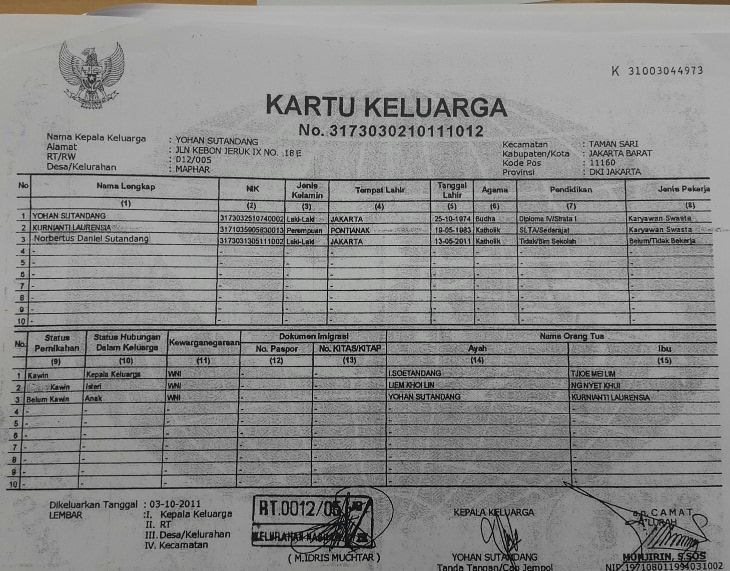 K 31003044973
KARTU KELUARGA
No. 3173030210111012
Nama Kepala Keluarga : YOHAN SUTANDANG
Alamat : JLN KEBON JERUK IX NO. 18 E
RT/RW : 012/005
Desa/Kelurahan : MAPHAR
Kecamatan : TAMAN SARI
Kabupaten/Kota : JAKARTA BARAT
Kode Pos : 11160
Provinsi : DKI JAKARTA
No Nama Lengkap NIK Jenis Kelamin Tempat Lahir Tanggal Lahir Agama Pendidikan Jenis Pekerja
(1) (2) (3) (4) (5) (6) (7) (8)
1 YOHAN SUTANDANG 3173032510740002 Laki-Laki JAKARTA 25-10-1974 Budha Diploma IV/Strata I Karyawan Swasta
2 KURNIANTI LAURENSIA 3171035905830013 Perempuan PONTIANAK 19-05-1983 Katholik SLTA/Sederajat Karyawan Swasta
3 Norbertus Daniel Sutandang 3173031305111002 Laki-Laki JAKARTA 13-05-2011 Katholik Tidak/Blm Sekolah Belum/Tidak Bekerja
4 - - - - - - - -
5 - - - - - - - -
6 - - - - - - - -
7 - - - - - - - -
8 - - - - - - - -
9 - - - - - - - -
10 - - - - - - - -
No. Status Pernikahan Status Hubungan Dalam Keluarga Kewarganegaraan Dokumen Imigrasi Nama Orang Tua
No. Paspor No. KITAS/KITAP Ayah Ibu
(9) (10) (11) (12) (13) (14) (15)
1 Kawin Kepala Keluarga WNI - - I.SOETANDANG TJIOE MEI LIM
2 Kawin Isteri WNI - - LIEM KHOI LIN NG NYET KHUI
3 Belum Kawin Anak WNI - - YOHAN SUTANDANG KURNIANTI LAURENSIA
4 - - - - - - -
5 - - - - - - -
6 - - - - - - -
7 - - - - - - -
8 - - - - - - -
9 - - - - - - -
10 - - - - - - -
Dikeluarkan Tanggal : 03-10-2011
LEMBAR :I. Kepala Keluarga
II. RT
III. Desa/Kelurahan
IV. Kecamatan
RT.0012/05
KELURAHAN
( M.IDRIS MUCHTAR )
KEPALA KELUARGA
YOHAN SUTANDANG
Tanda Tangan/Cap Jempol
a.n. CAMAT
LURAH
MUNJIRIN, S.SOS
NIP 197108011994031002